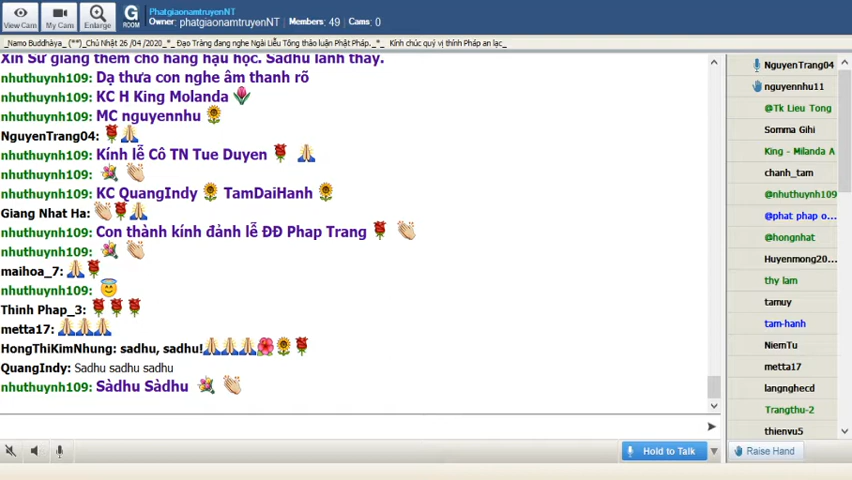 View Cam
My Cam
Enlarge
G
ROOM
PhatgiaonamtruyenNT
Owner: phatgiaonamtruyenNT Members: 49 Cams: 0
_Namo Buddhàya_ (**)_Chủ Nhật 26 /04 /2020_*_ Đạo Tràng đang nghe Ngài Liễu Tông thảo luận Phật Pháp._*_ Kính chúc quý vị thính Pháp an lạc_
Xin Sư giảng thêm cho hàng hậu học. Sadhu lành thay.
nhuthuynh109: Dạ thưa con nghe âm thanh rõ
nhuthuynh109: KC H King Molanda 🌷
nhuthuynh109: MC nguyennhu 🌻
NguyenTrang04: 🌹🙏
nhuthuynh109: Kính lễ Cô TN Tue Duyen 🌹 🙏
nhuthuynh109: 💐 👏
nhuthuynh109: KC QuangIndy 🌻 TamDaiHanh 🌻
Giang Nhat Ha: 👏🌹🙏
nhuthuynh109: Con thành kính đảnh lễ ĐĐ Phap Trang 🌹 👏
nhuthuynh109: 💐 👏
maihoa_7: 🙏🌹
nhuthuynh109: 😇
Thinh Phap_3: 🌹🌹🌹
metta17: 🙏🙏🙏
HongThiKimNhung: sadhu, sadhu!🙏🙏🙏🌺🌻🌹
QuangIndy: Sadhu sadhu sadhu
nhuthuynh109: Sàdhu Sàdhu 💐 👏
NguyenTrang04
nguyennhu11
@Tk Lieu Tong
Somma Gihi
King - Milanda A
chanh_tam
@nhuthuynh109
@phat phap o...
@hongnhat
Huyenmong20...
thy lam
tamuy
tam-hanh
NiemTu
metta17
langnghecd
Trangthu-2
thienvu5
Hold to Talk
Raise Hand